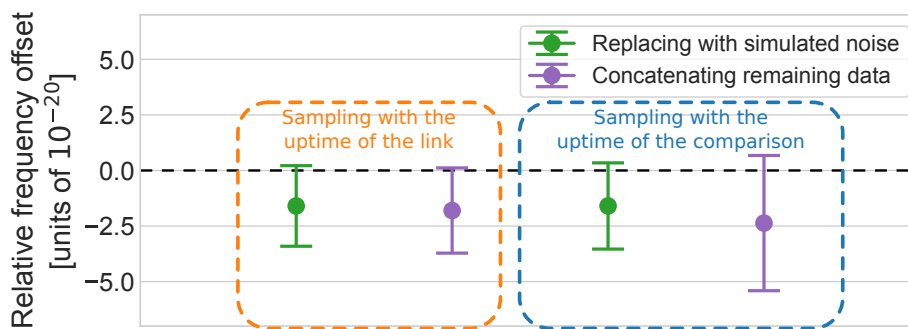 Relative frequency offset
[units of 10⁻²⁰]
5.0
2.5
0.0
−2.5
−5.0
Replacing with simulated noise
Concatenating remaining data
Sampling with the
uptime of the link
Sampling with the
uptime of the comparison